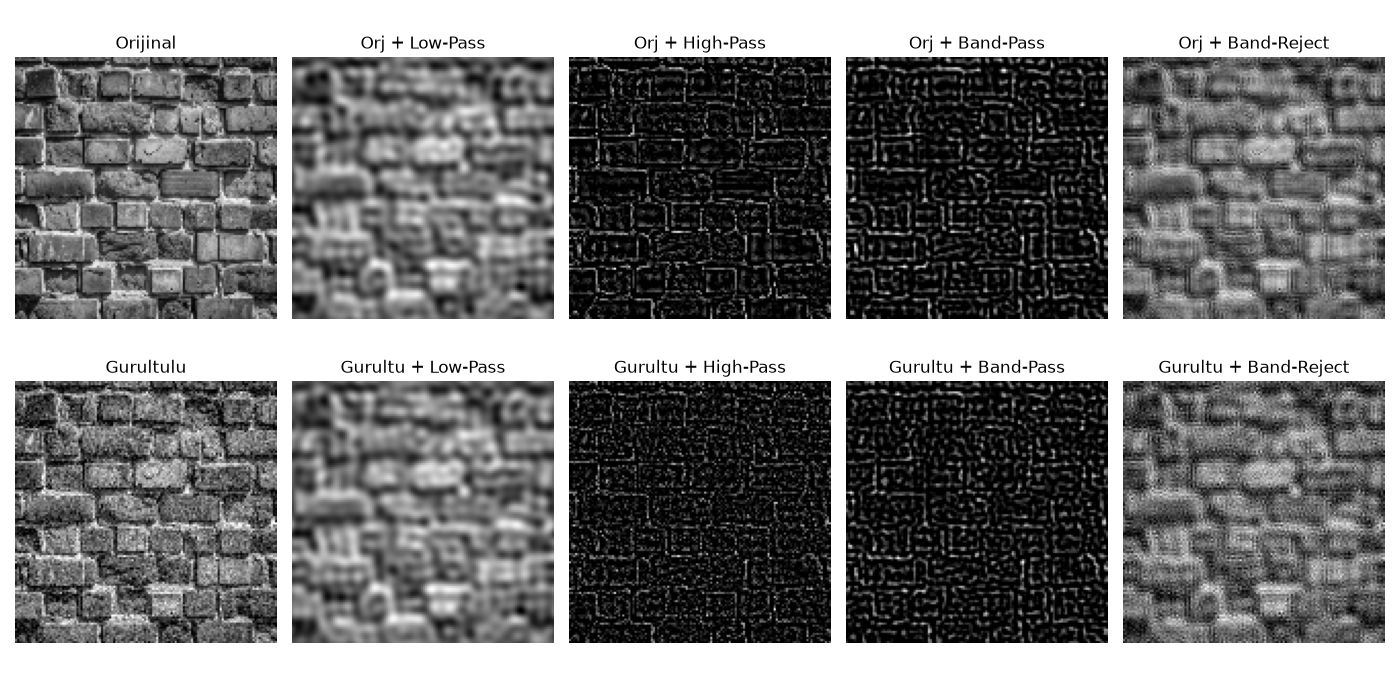 Orijinal
Orj + Low-Pass
Orj + High-Pass
Orj + Band-Pass
Orj + Band-Reject
Gurultulu
Gurultu + Low-Pass
Gurultu + High-Pass
Gurultu + Band-Pass
Gurultu + Band-Reject